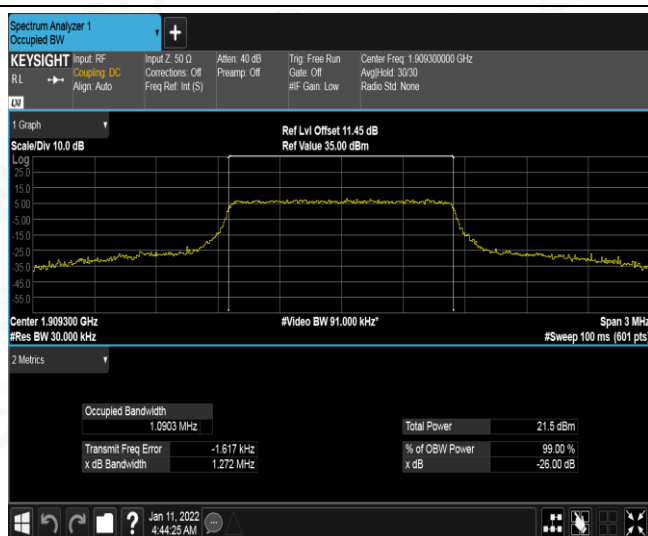 Spectrum Analyzer 1
Occupied BW
KEYSIGHT Input: RF Input Z: 50 Ω Atten: 40 dB Trig: Free Run Center Freq: 1.909300000 GHz
RL Coupling: DC Corrections: Off Preamp: Off Gate: Off Avg|Hold: 30/30
Align: Auto Freq Ref: Int (S) #IF Gain: Low Radio Std: None
LXI
1 Graph Ref Lvl Offset 11.45 dB
Scale/Div 10.0 dB Ref Value 35.00 dBm
Log
25.0
15.0
5.00
-5.00
-15.0
-25.0
-35.0
-45.0
-55.0
Center 1.909300 GHz #Video BW 91.000 kHz* Span 3 MHz
#Res BW 30.000 kHz #Sweep 100 ms (601 pts)
2 Metrics
Occupied Bandwidth
1.0903 MHz Total Power 21.5 dBm
Transmit Freq Error -1.617 kHz % of OBW Power 99.00 %
x dB Bandwidth 1.272 MHz x dB -26.00 dB
? Jan 11, 2022
4:44:25 AM